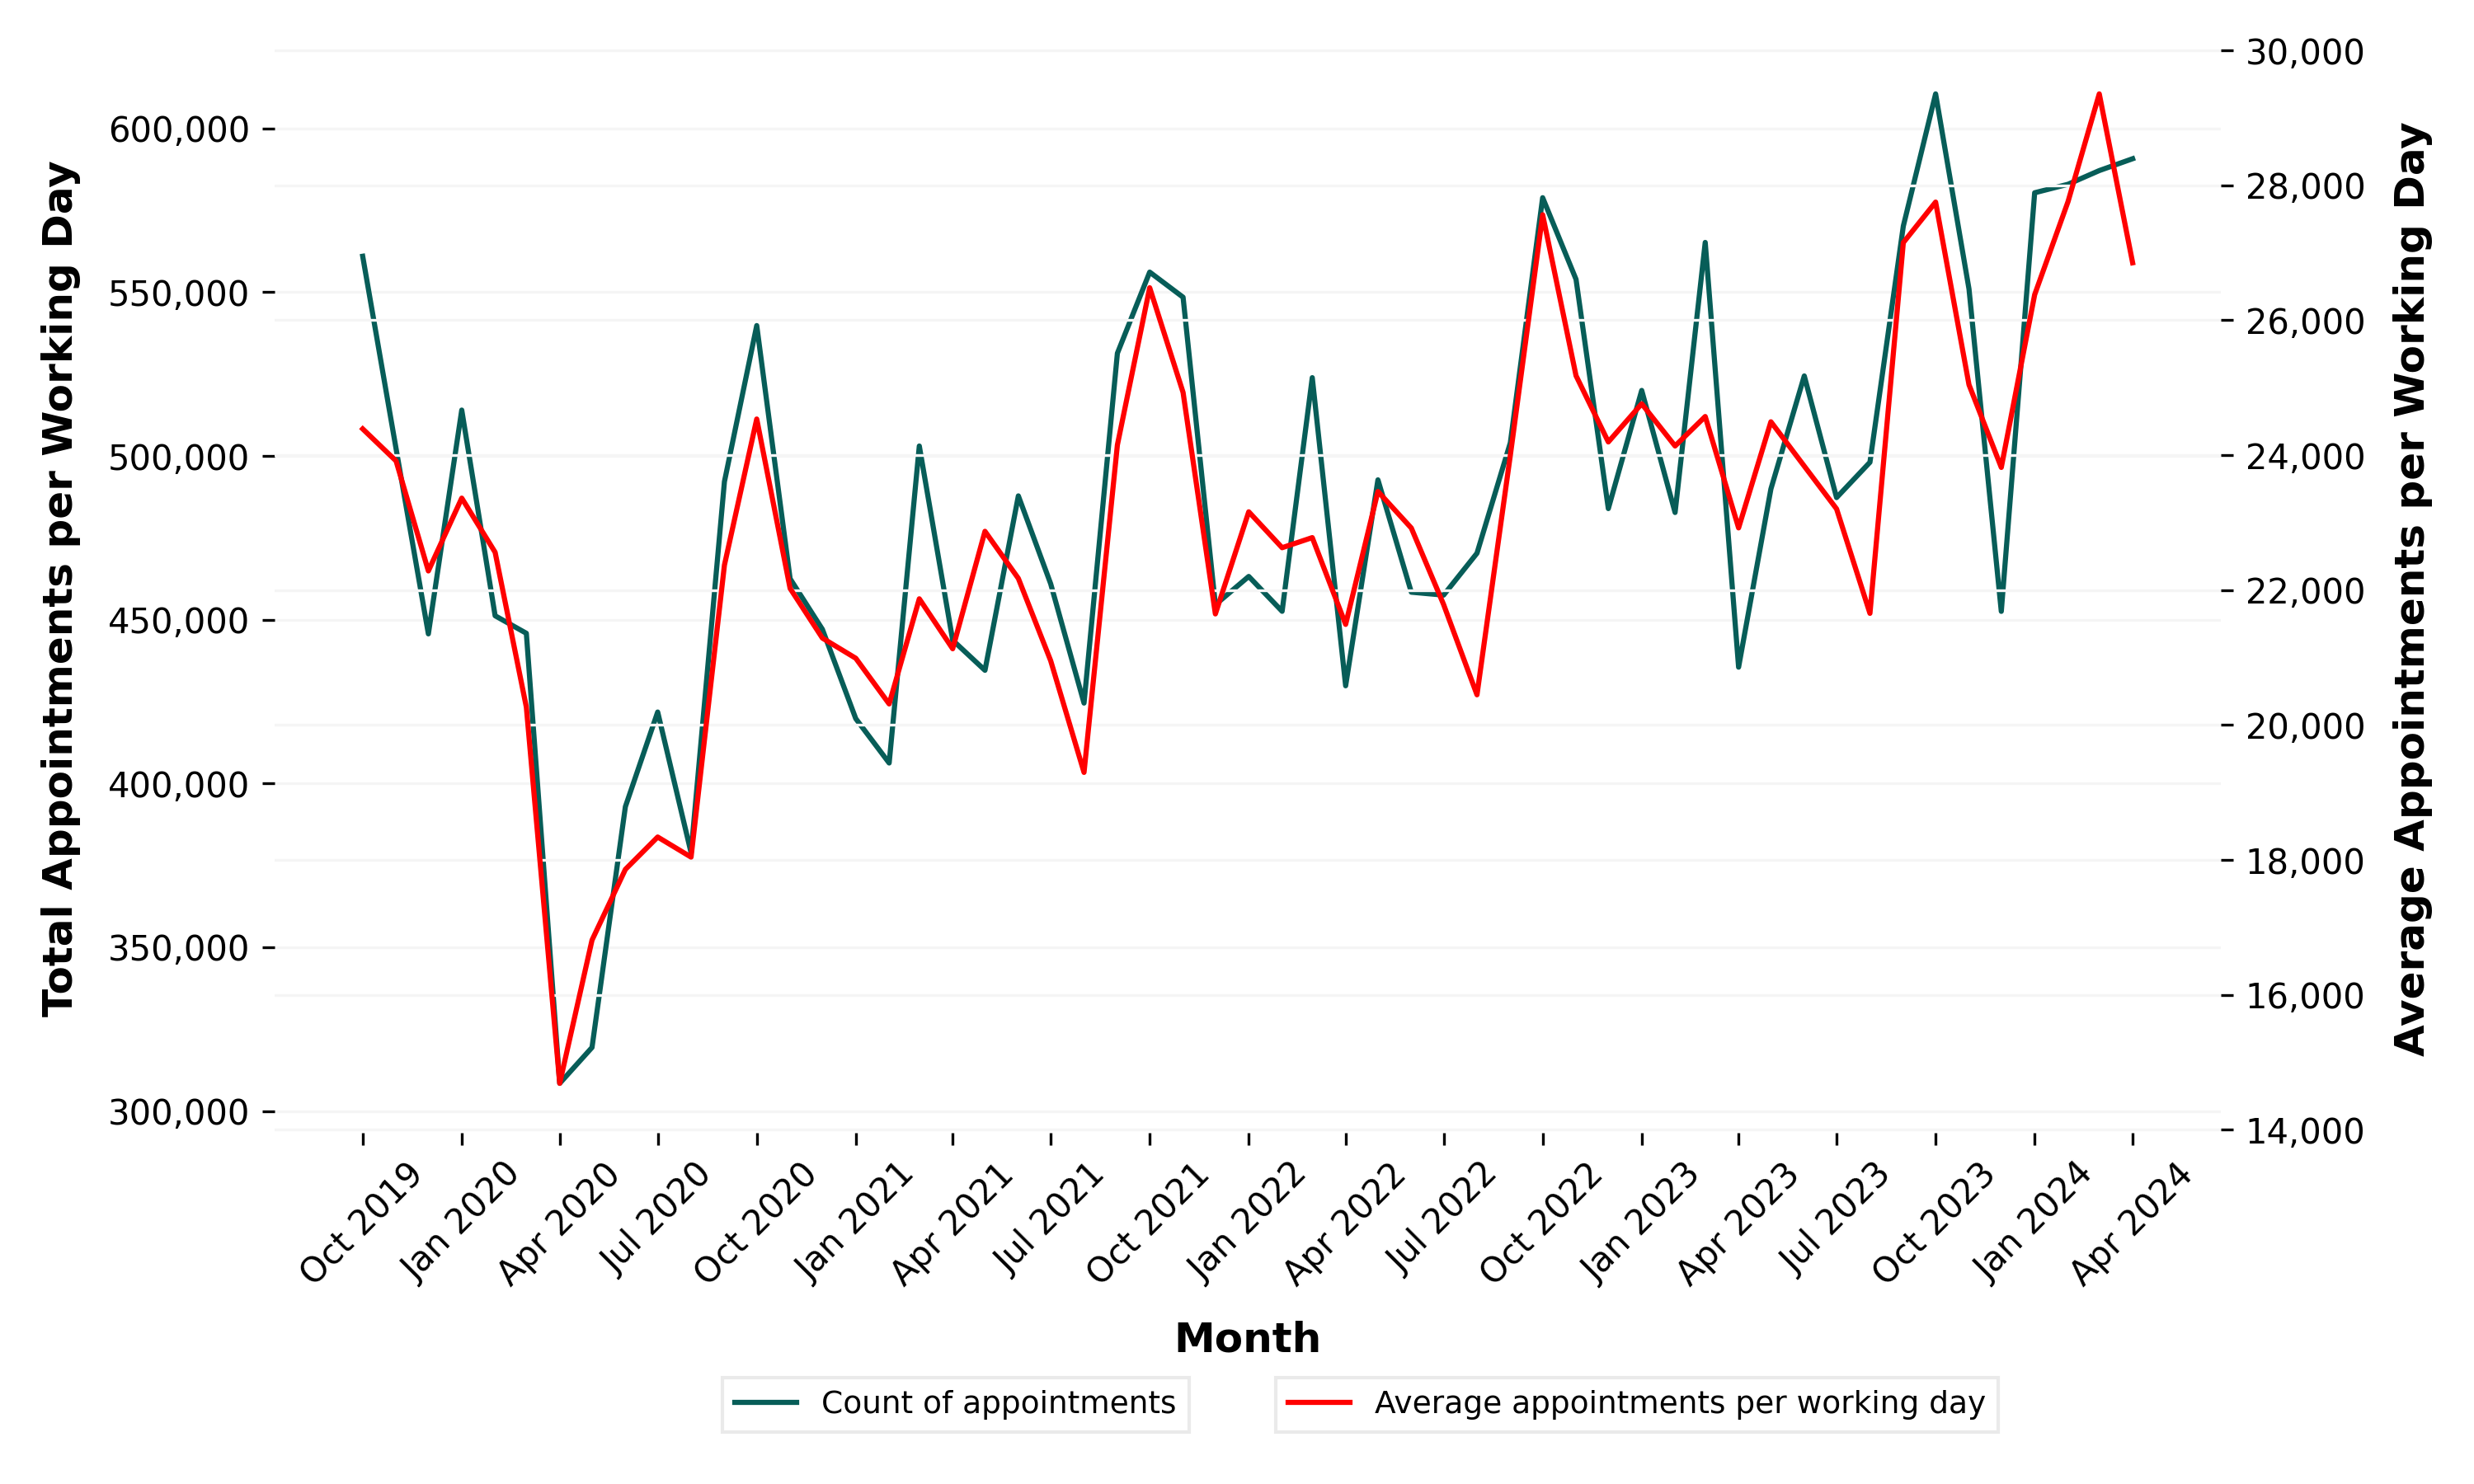 Total Appointments per Working Day
600,000
550,000
500,000
450,000
400,000
350,000
300,000
30,000
28,000
26,000
24,000
22,000
20,000
18,000
16,000
14,000
Average Appointments per Working Day
Oct 2019
Jan 2020
Apr 2020
Jul 2020
Oct 2020
Jan 2021
Apr 2021
Jul 2021
Oct 2021
Jan 2022
Apr 2022
Jul 2022
Oct 2022
Jan 2023
Apr 2023
Jul 2023
Oct 2023
Jan 2024
Apr 2024
Month
Count of appointments
Average appointments per working day